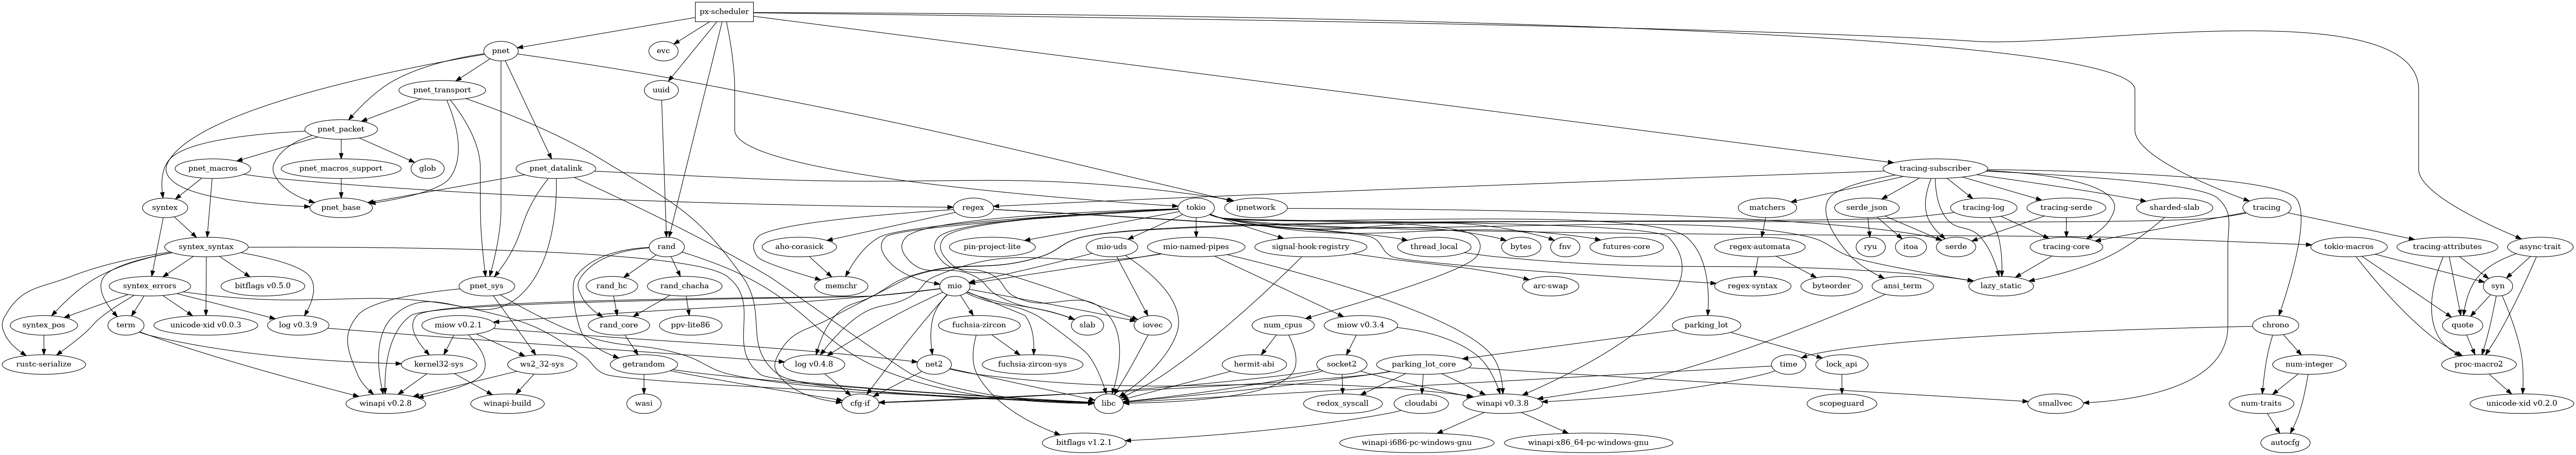 px-scheduler
pnet
evc
pnet_transport
uuid
pnet_packet
pnet_macros
pnet_macros_support
glob
pnet_datalink
tracing-subscriber
syntex
pnet_base
regex
tokio
ipnetwork
matchers
serde_json
tracing-log
tracing-serde
sharded-slab
tracing
syntex_syntax
rand
aho-corasick
pin-project-lite
mio-uds
mio-named-pipes
signal-hook-registry
thread_local
bytes
fnv
futures-core
regex-automata
ryu
itoa
serde
tracing-core
tokio-macros
tracing-attributes
async-trait
syntex_errors
bitflags v0.5.0
pnet_sys
rand_hc
rand_chacha
memchr
mio
arc-swap
regex-syntax
byteorder
ansi_term
lazy_static
syn
syntex_pos
term
unicode-xid v0.0.3
log v0.3.9
miow v0.2.1
rand_core
ppv-lite86
fuchsia-zircon
slab
iovec
num_cpus
miow v0.3.4
parking_lot
chrono
quote
rustc-serialize
kernel32-sys
ws2_32-sys
getrandom
log v0.4.8
net2
fuchsia-zircon-sys
hermit-abi
socket2
parking_lot_core
time
lock_api
num-integer
proc-macro2
winapi v0.2.8
winapi-build
wasi
cfg-if
libc
redox_syscall
cloudabi
winapi v0.3.8
scopeguard
smallvec
num-traits
unicode-xid v0.2.0
bitflags v1.2.1
winapi-i686-pc-windows-gnu
winapi-x86_64-pc-windows-gnu
autocfg